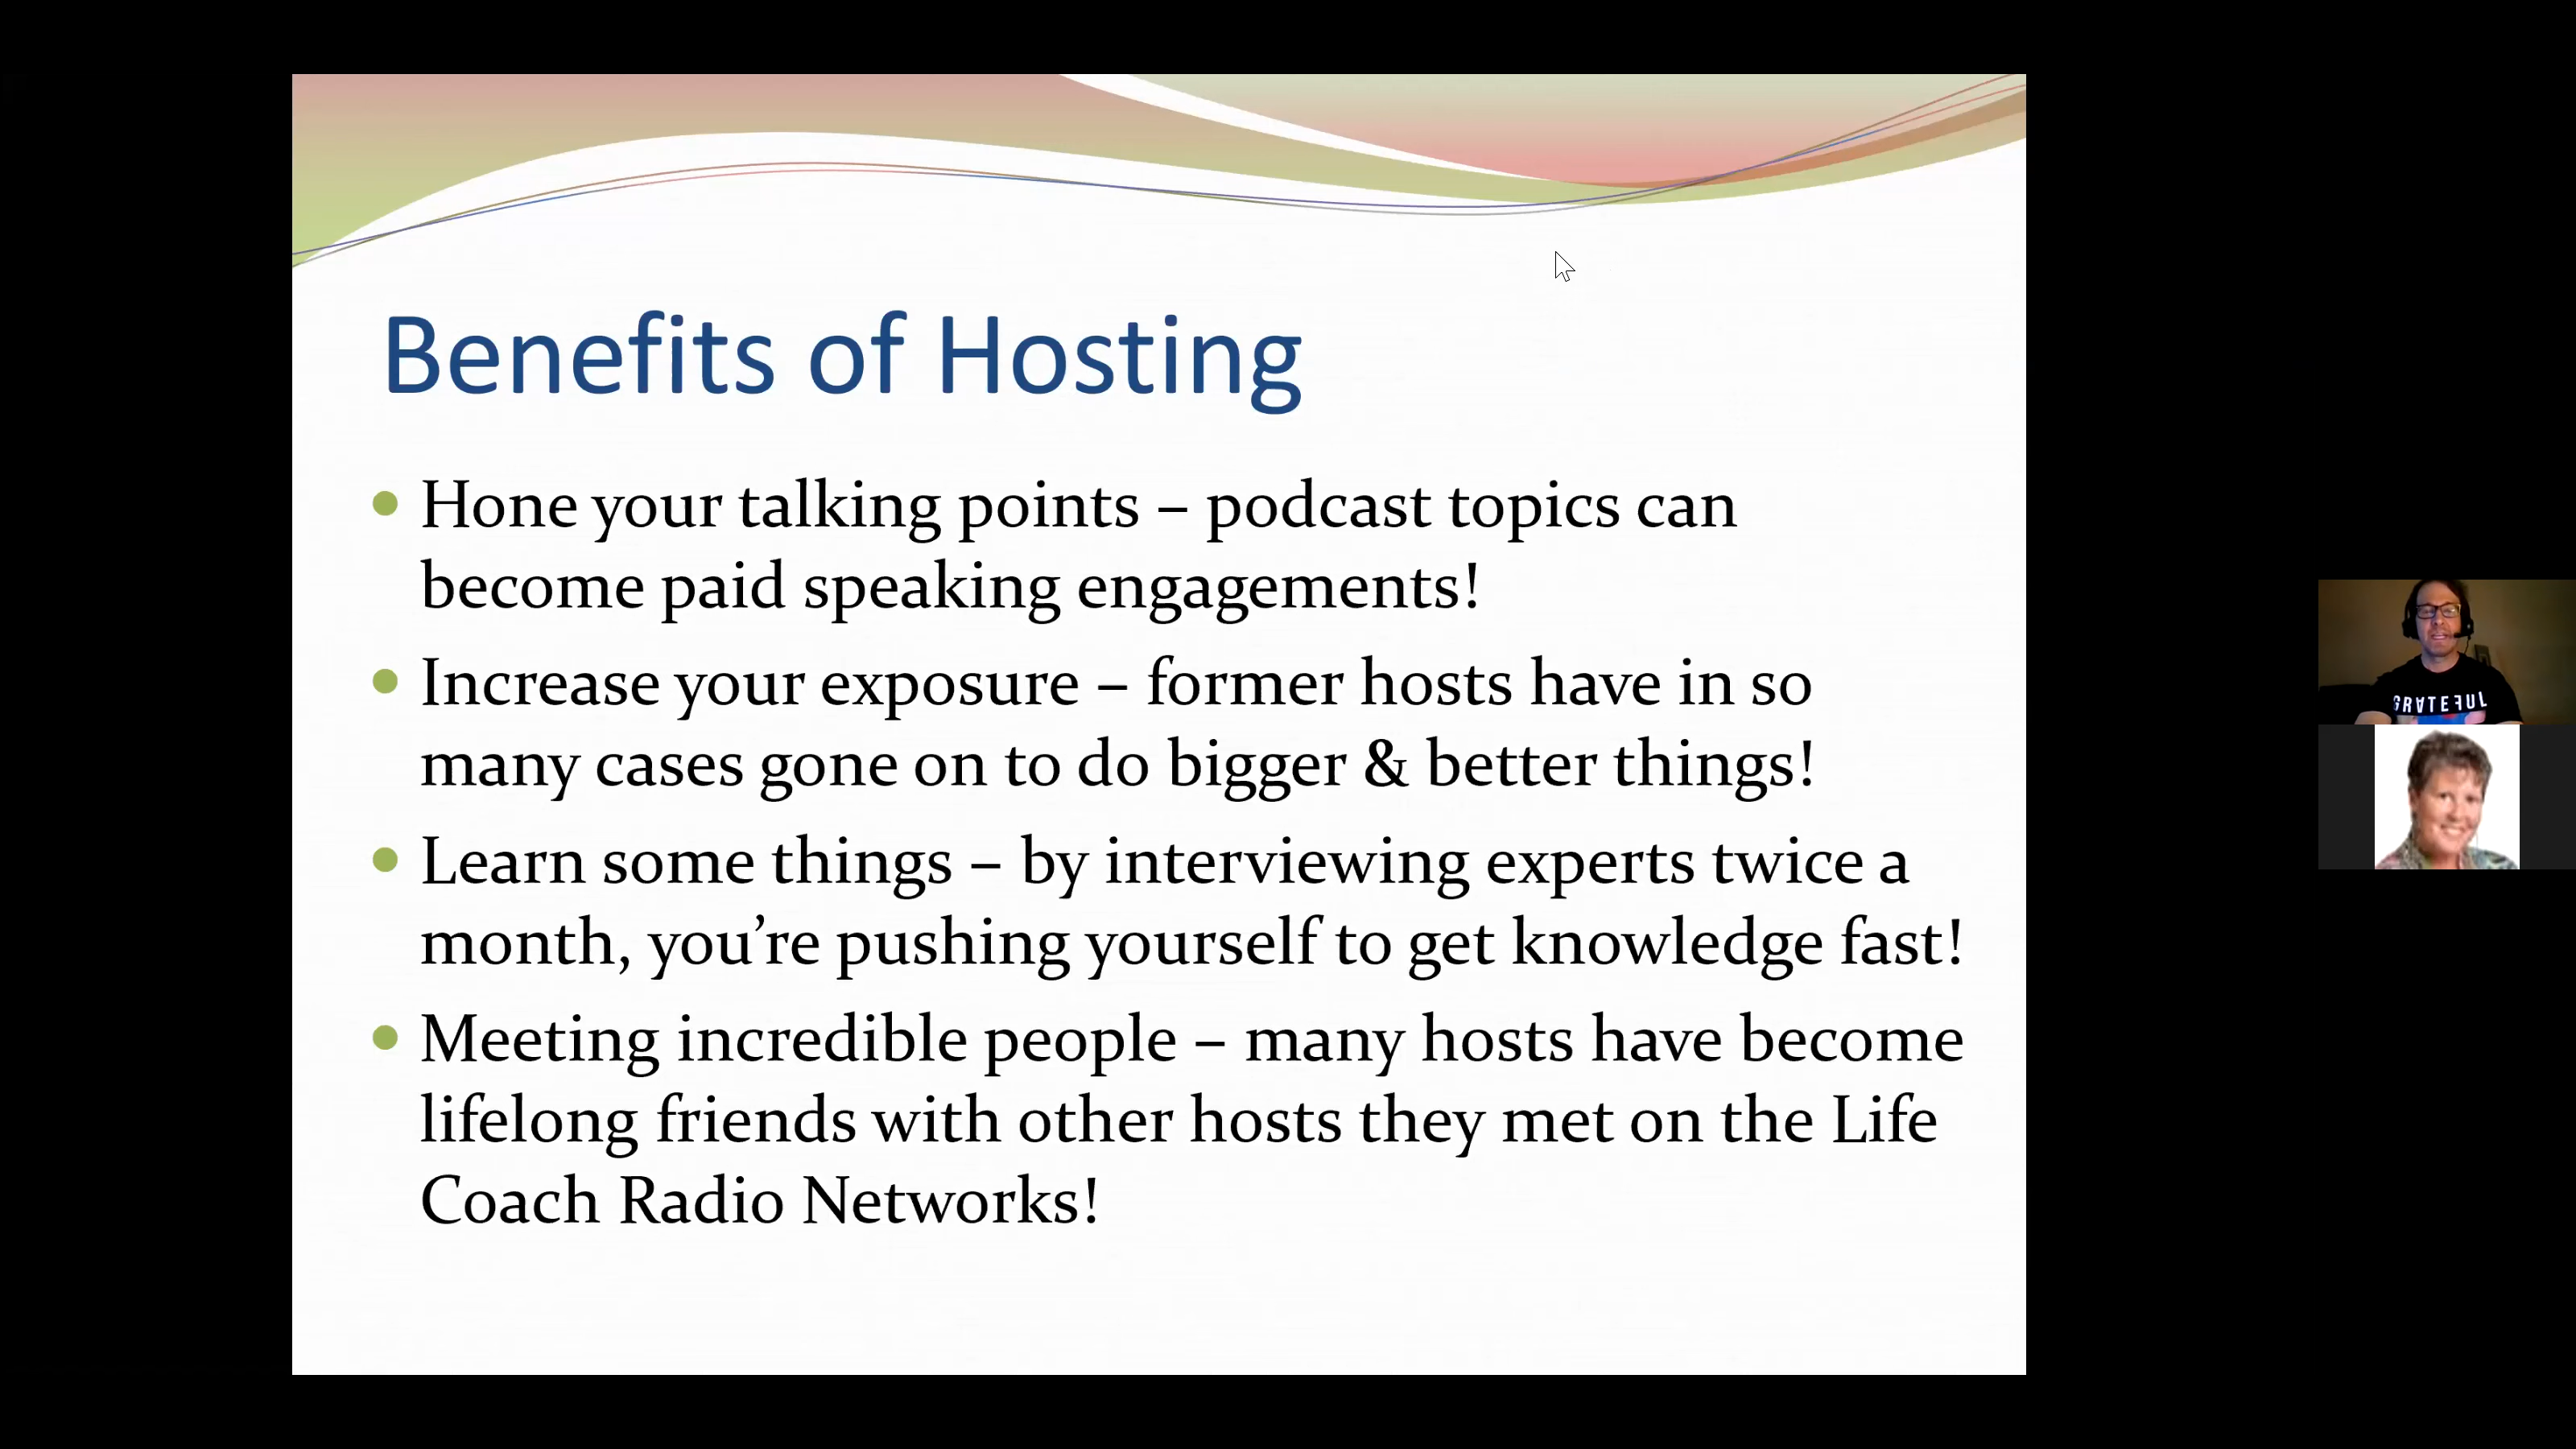 Benefits of Hosting
Hone your talking points – podcast topics can
become paid speaking engagements!
Increase your exposure – former hosts have in so
many cases gone on to do bigger & better things!
Learn some things – by interviewing experts twice a
month, you’re pushing yourself to get knowledge fast!
Meeting incredible people – many hosts have become
lifelong friends with other hosts they met on the Life
Coach Radio Networks!
GRATEFUL